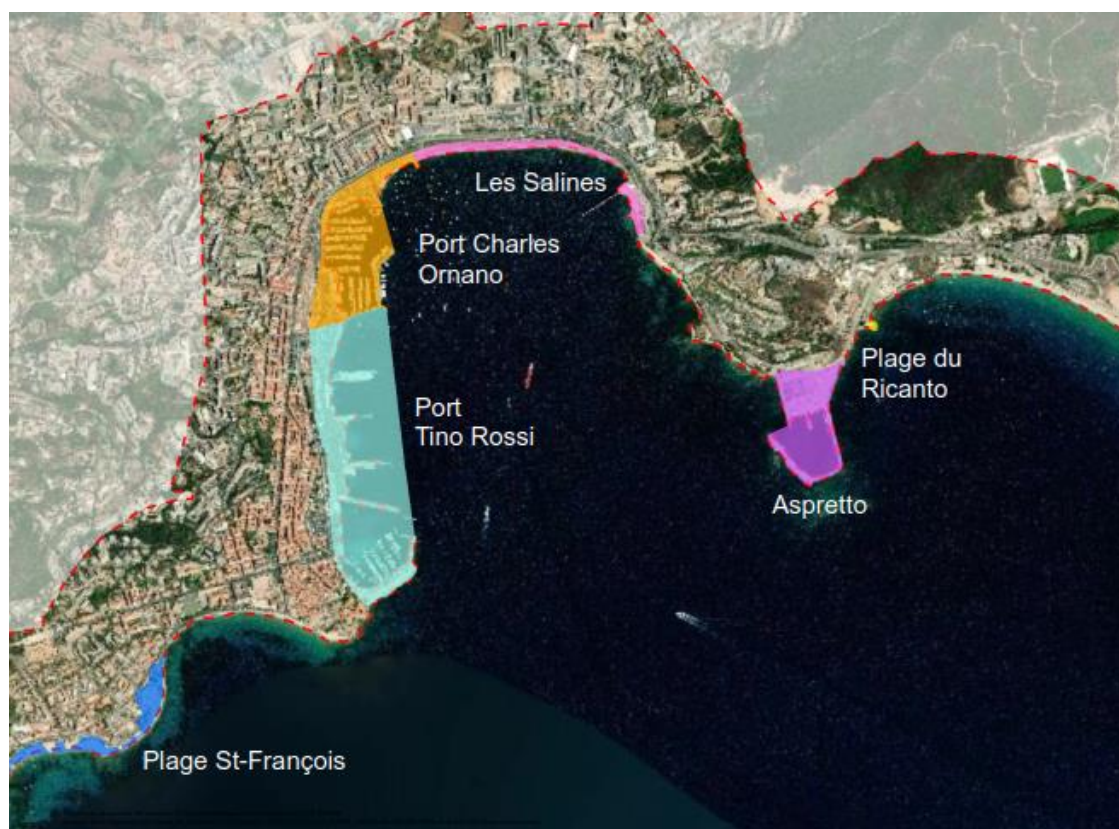 Les Salines
Port Charles
Ornano
Plage du
Ricanto
Port
Tino Rossi
Aspretto
Plage St-François